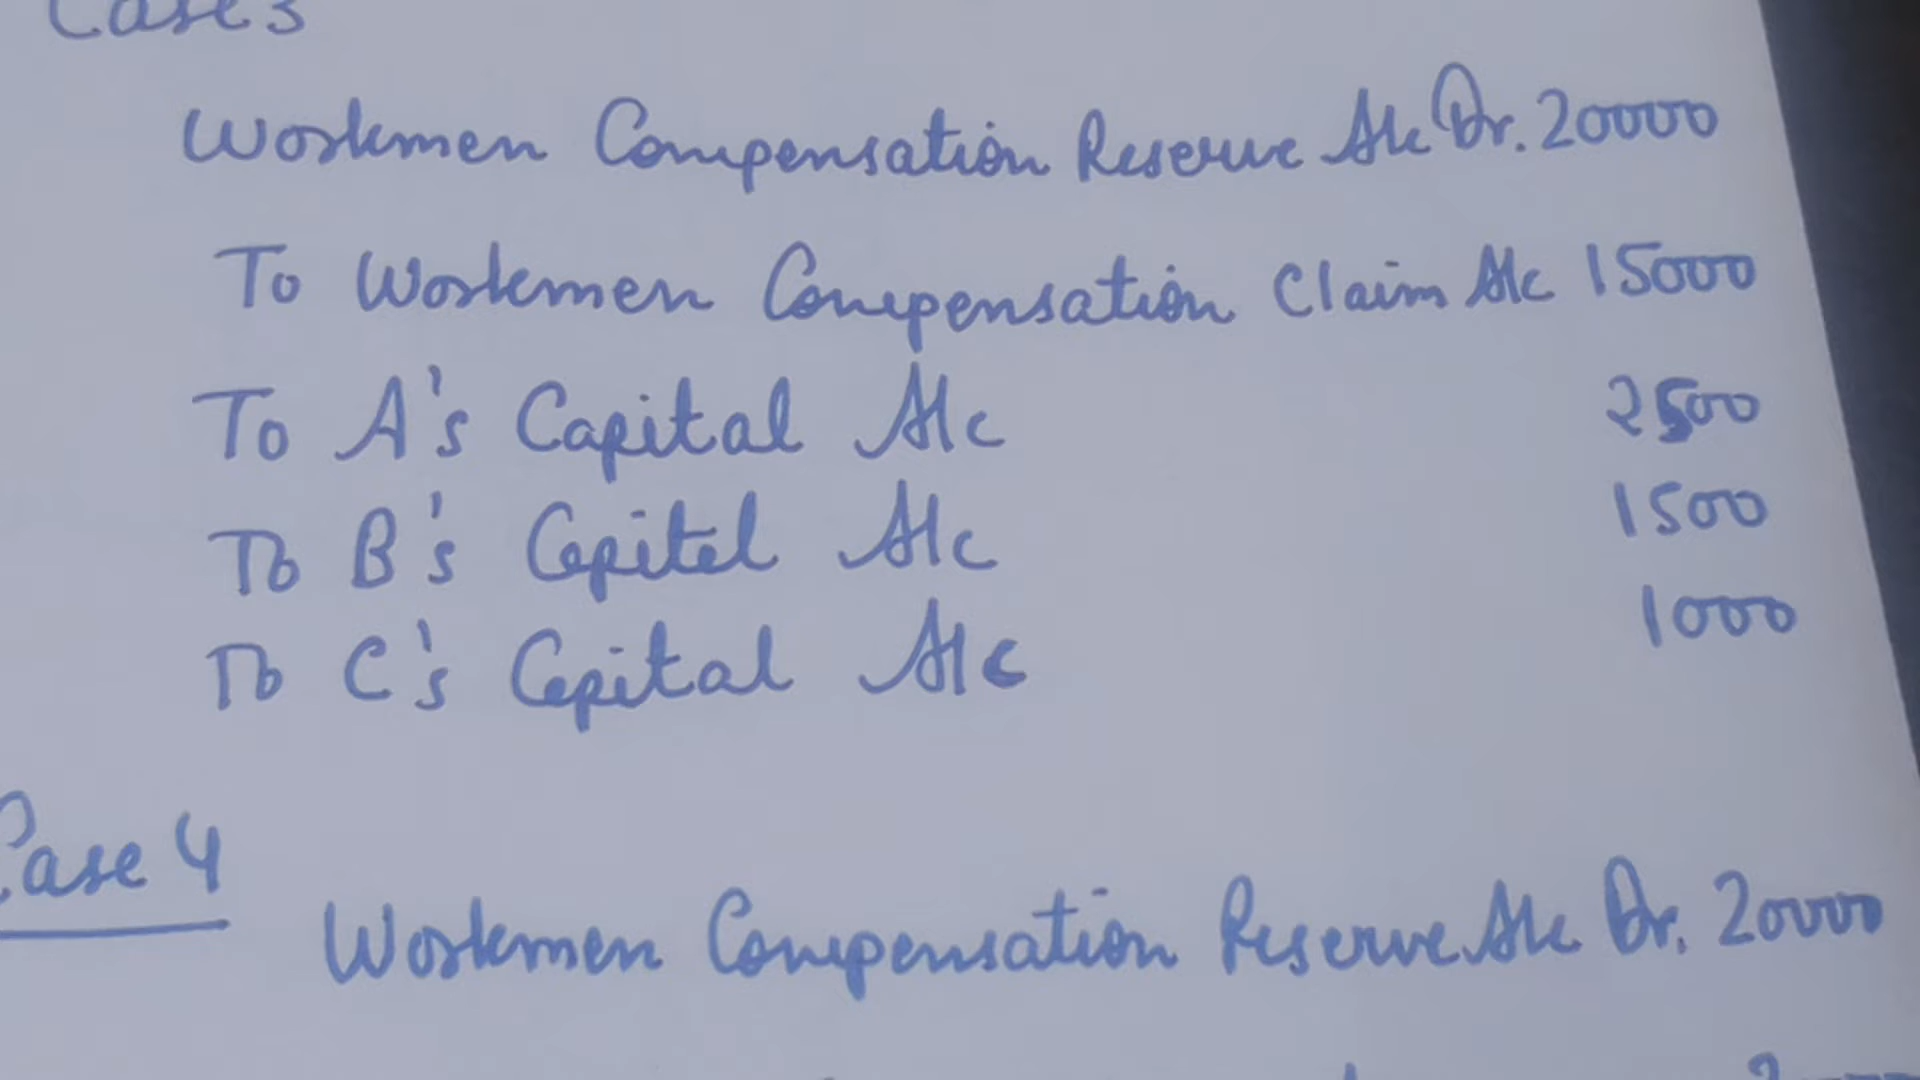 Case 3
Workmen Compensation Reserve A/c Dr. 20000
To Workmen Compensation Claim A/c 15000
To A's Capital A/c 2500
To B's Capital A/c 1500
To C's Capital A/c 1000
Case 4
Workmen Compensation Reserve A/c Dr. 20000